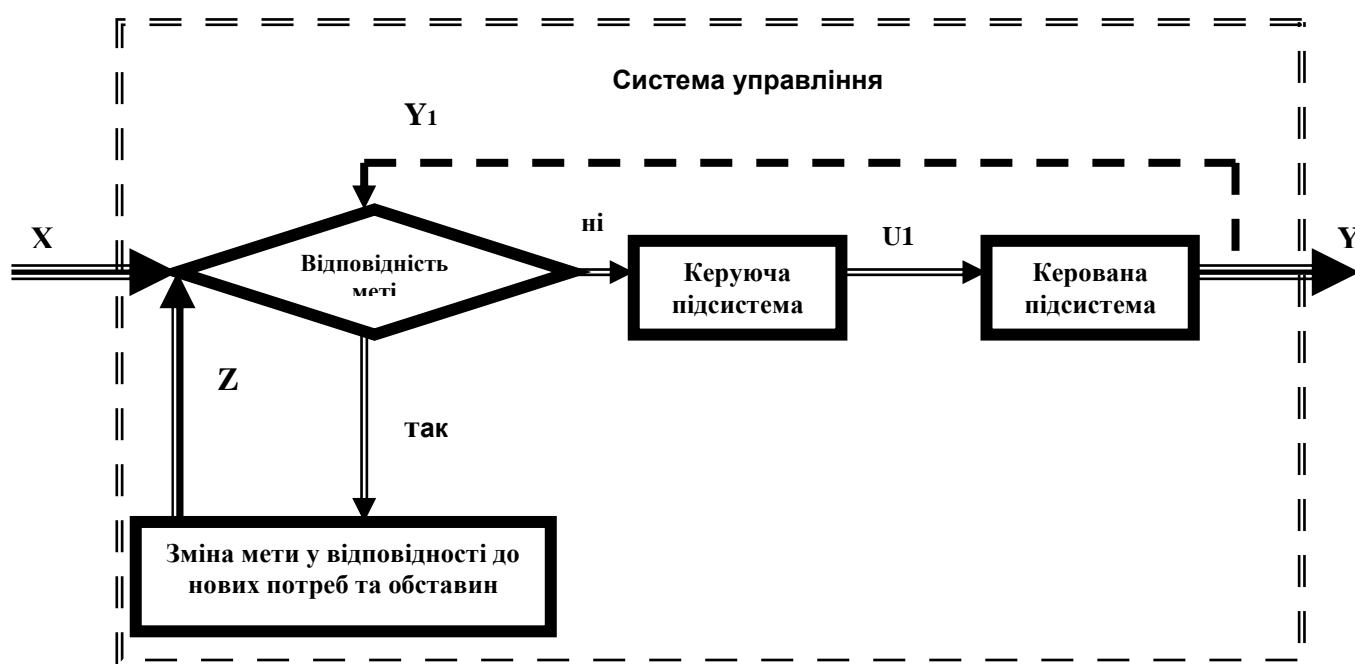 Система управління
Y1
X
ні
U1
Y
Відповідність
меті
Керуюча
підсистема
Керована
підсистема
Z
так
Зміна мети у відповідності до
нових потреб та обставин